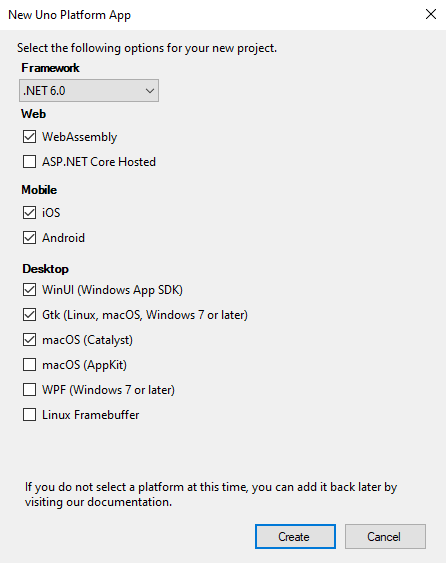 New Uno Platform App
Select the following options for your new project.
Framework
.NET 6.0
Web
WebAssembly
ASP.NET Core Hosted
Mobile
iOS
Android
Desktop
WinUI (Windows App SDK)
Gtk (Linux, macOS, Windows 7 or later)
macOS (Catalyst)
macOS (AppKit)
WPF (Windows 7 or later)
Linux Framebuffer
If you do not select a platform at this time, you can add it back later by
visiting our documentation.
Create
Cancel